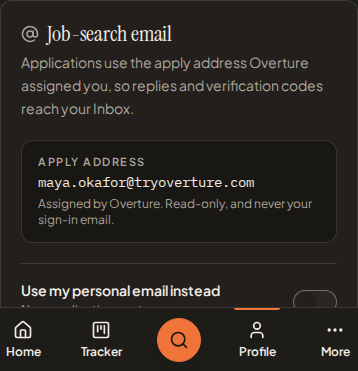 @ Job-search email
Applications use the apply address Overture
assigned you, so replies and verification codes
reach your Inbox.
APPLY ADDRESS
maya.okafor@tryoverture.com
Assigned by Overture. Read-only, and never your
sign-in email.
Use my personal email instead
Home
Tracker
Profile
More